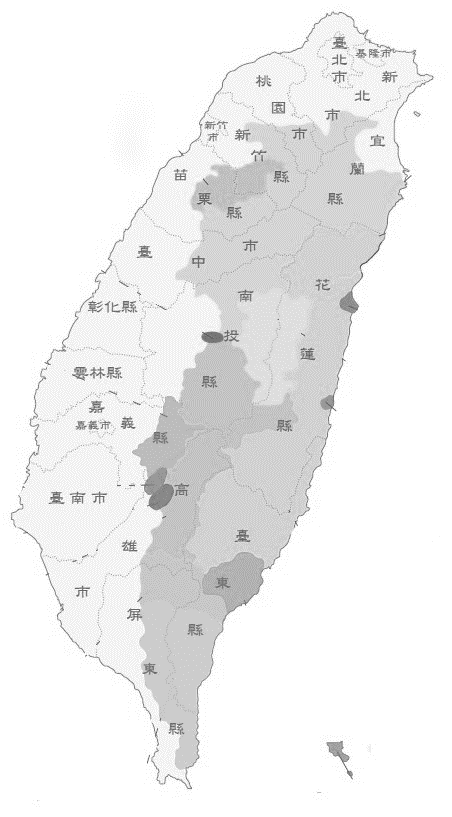 臺北市
基隆市
新北市
桃園市
宜蘭縣
新竹市
新竹縣
苗栗縣
臺中市
花蓮縣
彰化縣
南投縣
雲林縣
嘉義縣
嘉義市
臺南市
高雄市
臺東縣
屏東縣